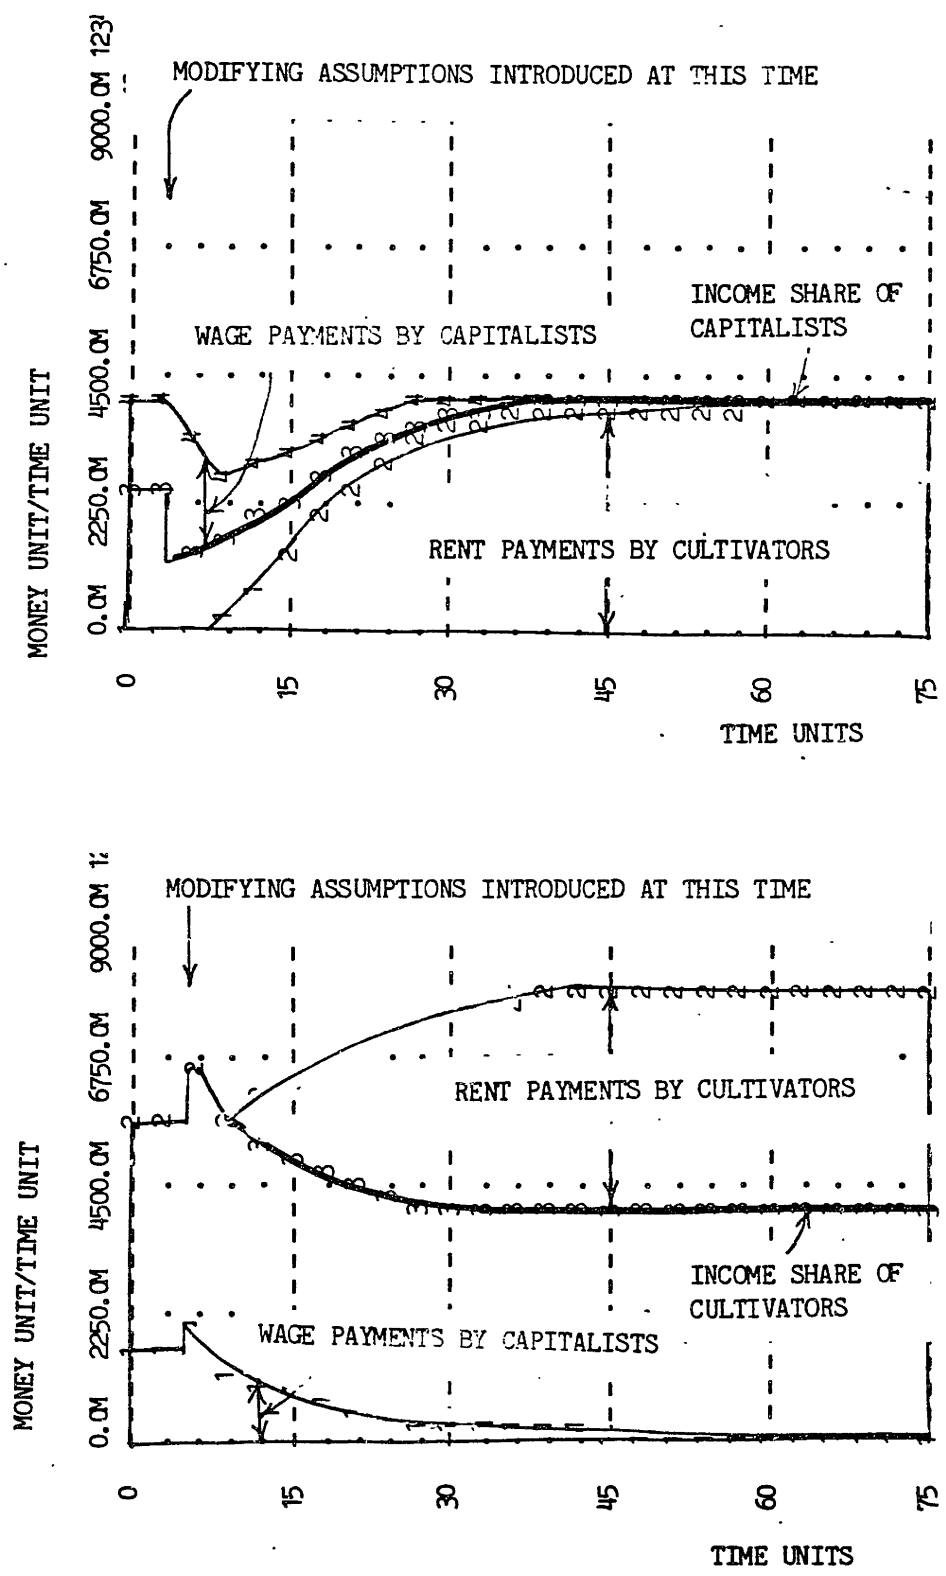 MODIFYING ASSUMPTIONS INTRODUCED AT THIS TIME
MONEY UNIT/TIME UNIT
0.0M 2250.0M 4500.0M 6750.0M 9000.0M
INCOME SHARE OF
CAPITALISTS
WAGE PAYMENTS BY CAPITALISTS
RENT PAYMENTS BY CULTIVATORS
0 15 30 45 60 75
TIME UNITS
MODIFYING ASSUMPTIONS INTRODUCED AT THIS TIME
MONEY UNIT/TIME UNIT
0.0M 2250.0M 4500.0M 6750.0M 9000.0M
RENT PAYMENTS BY CULTIVATORS
INCOME SHARE OF
CULTIVATORS
WAGE PAYMENTS BY CAPITALISTS
0 15 30 45 60 75
TIME UNITS